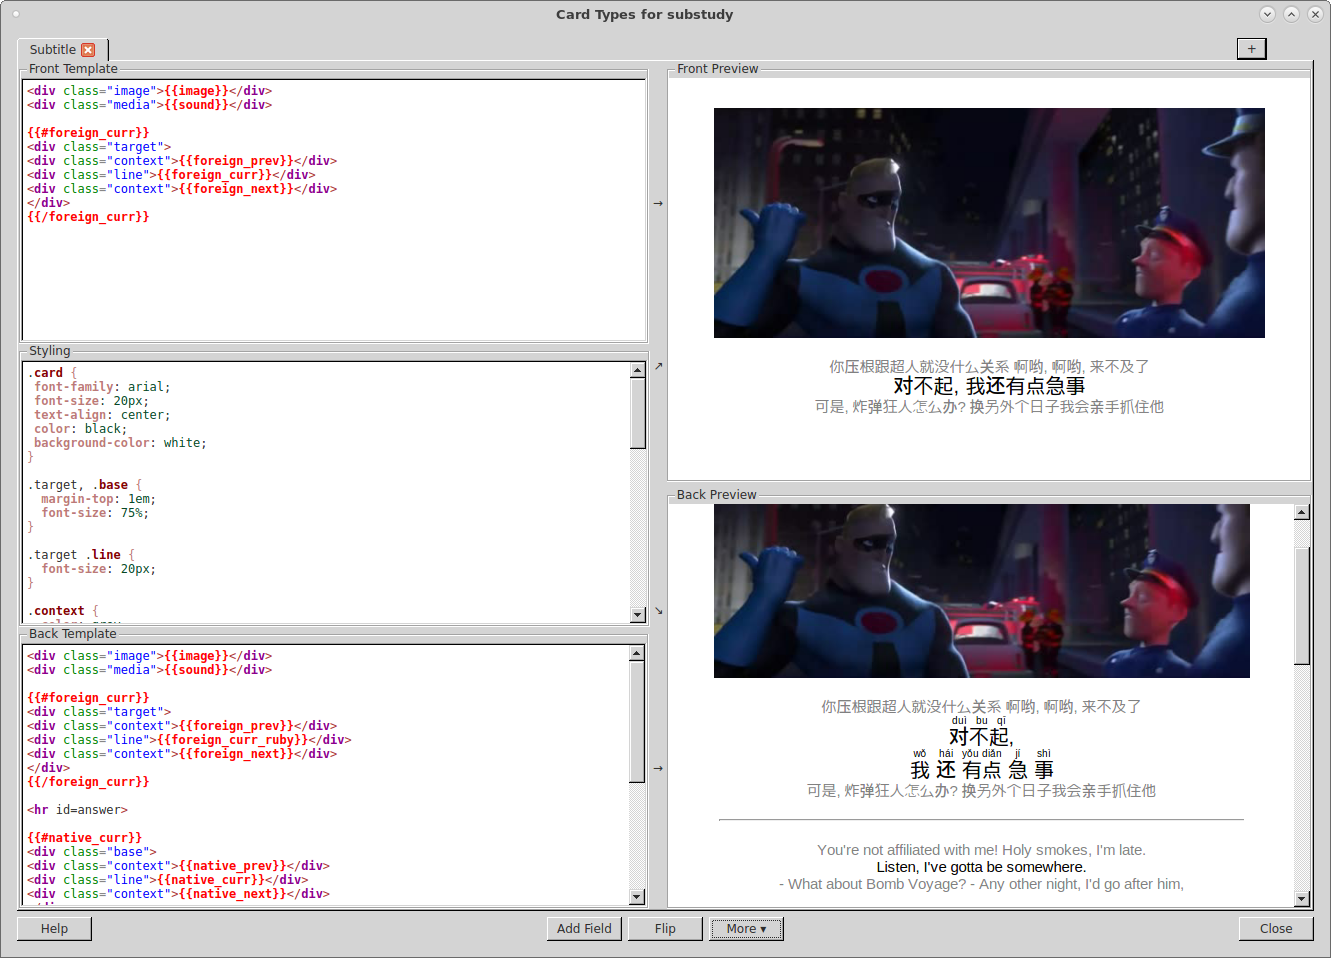 Card Types for substudy
Subtitle
+
Front Template
<div class="image">{{image}}</div>
<div class="media">{{sound}}</div>
{{#foreign_curr}}
<div class="target">
<div class="context">{{foreign_prev}}</div>
<div class="line">{{foreign_curr}}</div>
<div class="context">{{foreign_next}}</div>
</div>
{{/foreign_curr}}
Styling
.card {
font-family: arial;
font-size: 20px;
text-align: center;
color: black;
background-color: white;
}
.target, .base {
margin-top: 1em;
font-size: 75%;
}
.target .line {
font-size: 20px;
}
.context {
Back Template
<div class="image">{{image}}</div>
<div class="media">{{sound}}</div>
{{#foreign_curr}}
<div class="target">
<div class="context">{{foreign_prev}}</div>
<div class="line">{{foreign_curr_ruby}}</div>
<div class="context">{{foreign_next}}</div>
</div>
{{/foreign_curr}}
<hr id=answer>
{{#native_curr}}
<div class="base">
<div class="context">{{native_prev}}</div>
<div class="line">{{native_curr}}</div>
<div class="context">{{native_next}}</div>
→
↗
↘
→
Front Preview
你压根跟超人就没什么关系 啊哟, 啊哟, 来不及了
对不起, 我还有点急事
可是, 炸弹狂人怎么办? 换另外个日子我会亲手抓住他
Back Preview
你压根跟超人就没什么关系 啊哟, 啊哟, 来不及了
duì bu qǐ
对不起,
wǒ hái yǒu diǎn jí shì
我 还 有点 急 事
可是, 炸弹狂人怎么办? 换另外个日子我会亲手抓住他
You're not affiliated with me! Holy smokes, I'm late.
Listen, I've gotta be somewhere.
- What about Bomb Voyage? - Any other night, I'd go after him,
Help
Add Field
Flip
More ▾
Close